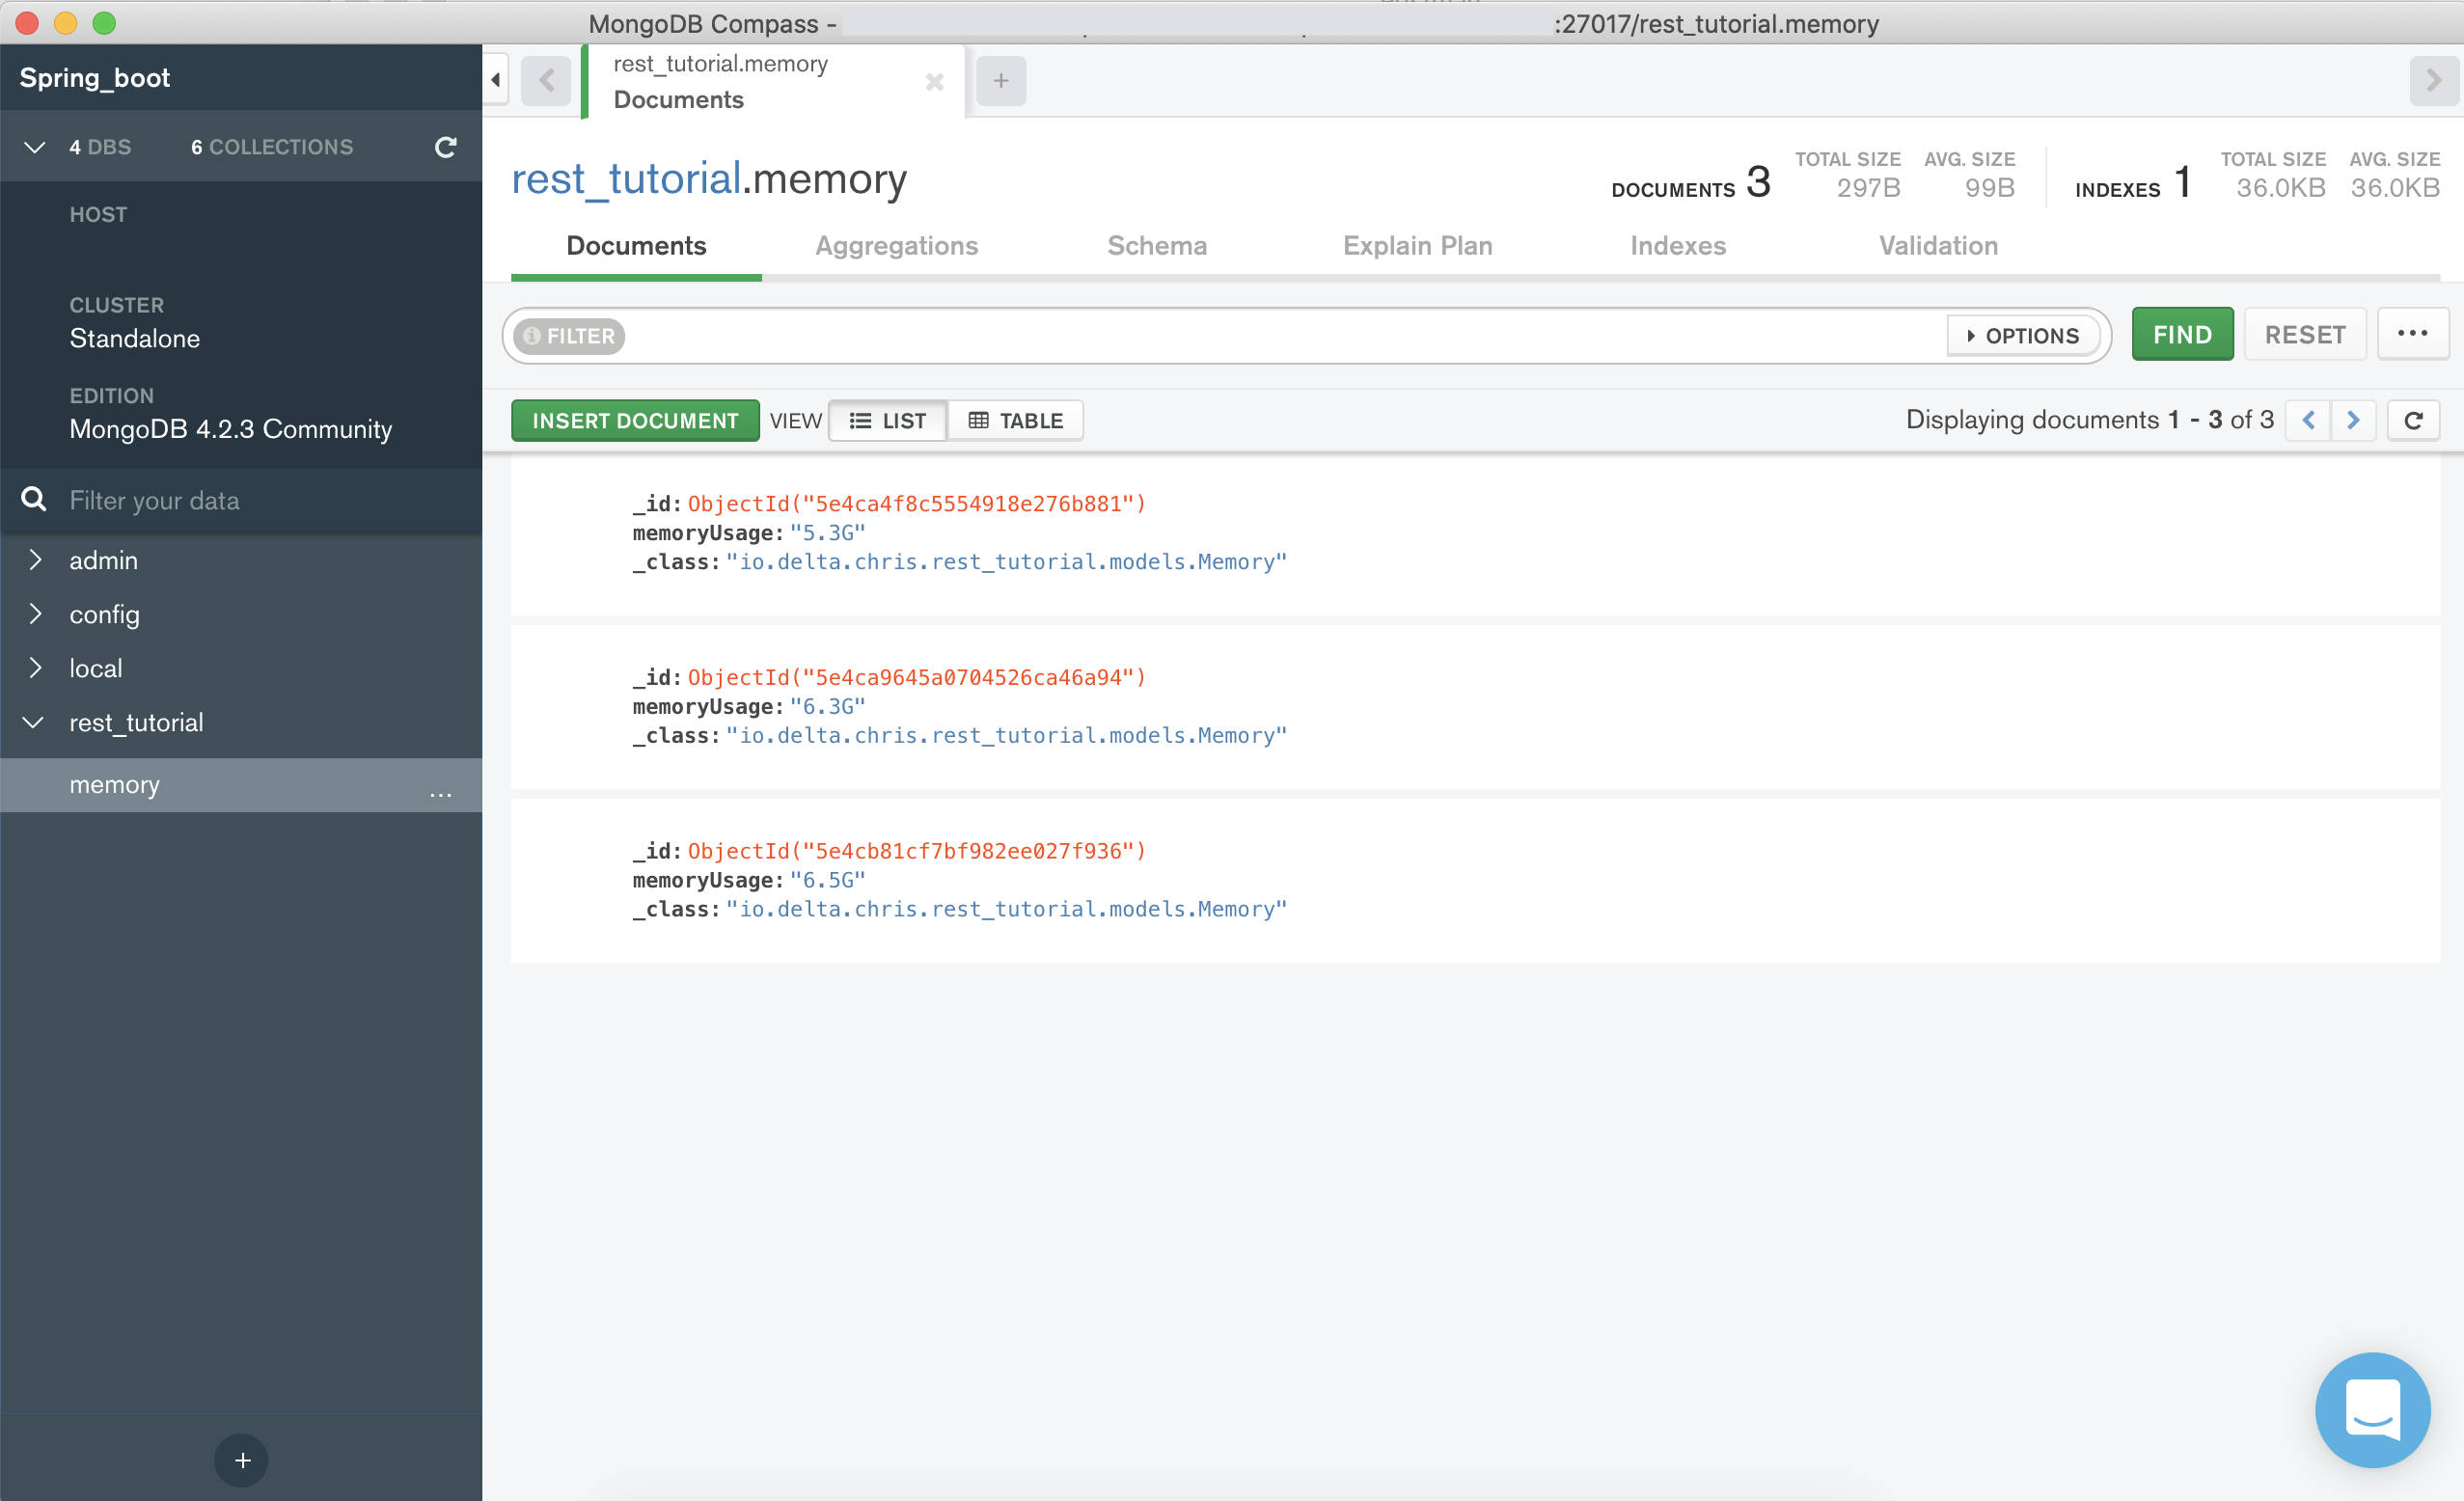 MongoDB Compass - :27017/rest_tutorial.memory
Spring_boot
4 DBS 6 COLLECTIONS
HOST
CLUSTER
Standalone
EDITION
MongoDB 4.2.3 Community
Filter your data
admin
config
local
rest_tutorial
memory ...
rest_tutorial.memory
Documents
rest_tutorial.memory
DOCUMENTS 3 TOTAL SIZE 297B AVG. SIZE 99B INDEXES 1 TOTAL SIZE 36.0KB AVG. SIZE 36.0KB
Documents Aggregations Schema Explain Plan Indexes Validation
FILTER OPTIONS FIND RESET ...
INSERT DOCUMENT VIEW LIST TABLE Displaying documents 1 - 3 of 3
_id: ObjectId("5e4ca4f8c5554918e276b881")
memoryUsage: "5.3G"
_class: "io.delta.chris.rest_tutorial.models.Memory"
_id: ObjectId("5e4ca9645a0704526ca46a94")
memoryUsage: "6.3G"
_class: "io.delta.chris.rest_tutorial.models.Memory"
_id: ObjectId("5e4cb81cf7bf982ee027f936")
memoryUsage: "6.5G"
_class: "io.delta.chris.rest_tutorial.models.Memory"